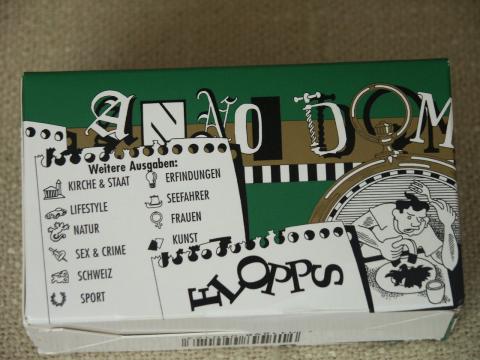 ANNO DOM
Weitere Ausgaben:
KIRCHE & STAAT
LIFESTYLE
NATUR
SEX & CRIME
SCHWEIZ
SPORT
ERFINDUNGEN
SEEFAHRER
FRAUEN
KUNST
FLOPPS